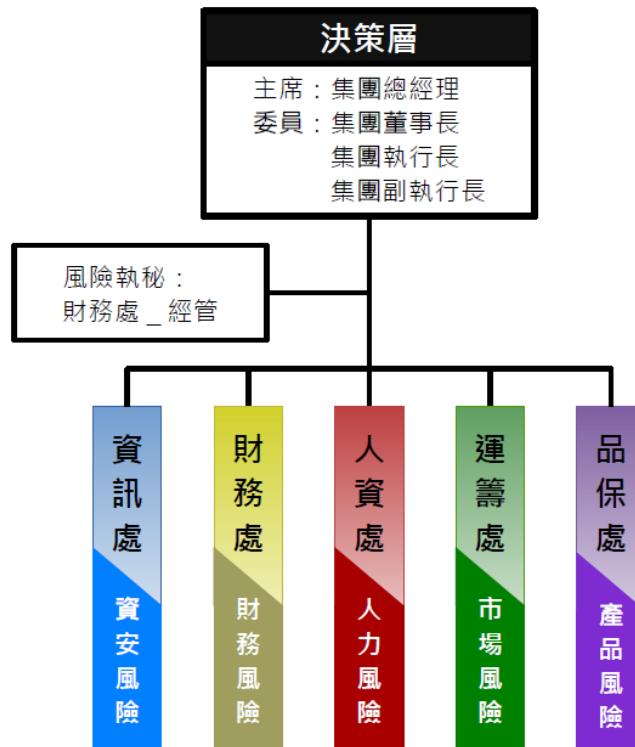 決策層
主席：集團總經理
委員：集團董事長
集團執行長
集團副執行長
風險執秘：
財務處＿經管
資訊處
資安風險
財務處
財務風險
人資處
人力風險
運籌處
市場風險
品保處
產品風險